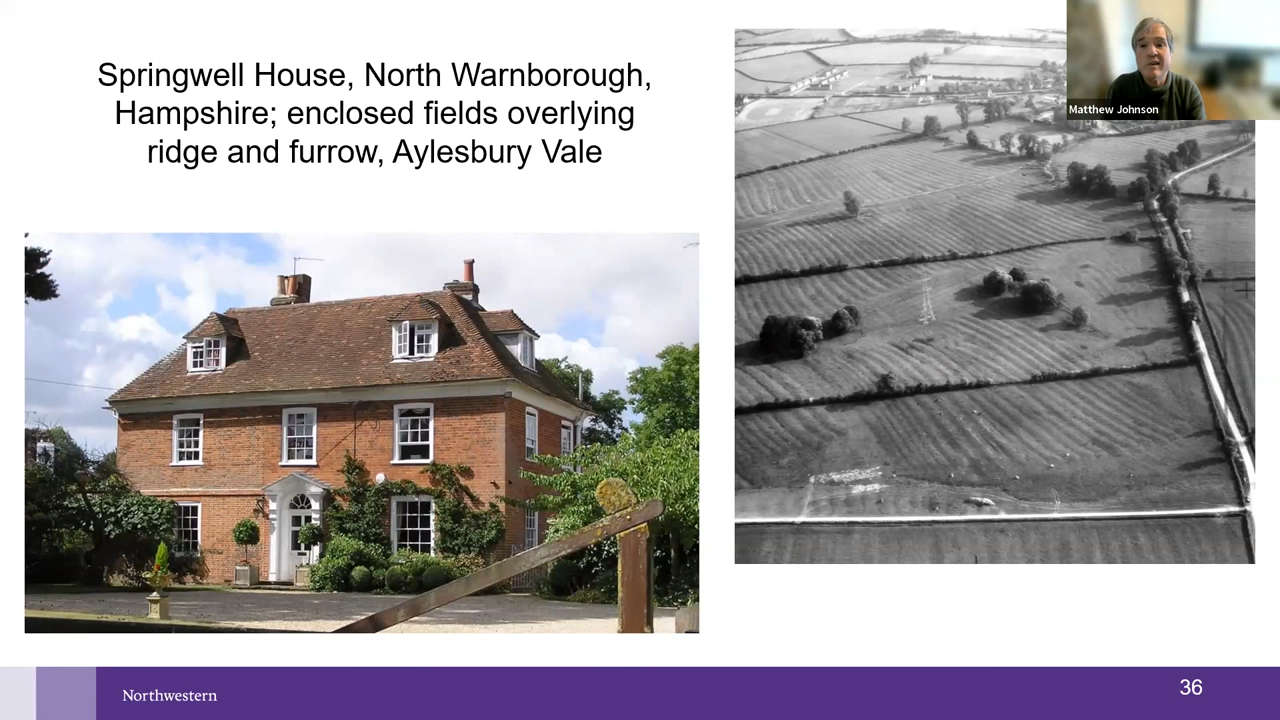 Springwell House, North Warnborough,
Hampshire; enclosed fields overlying
ridge and furrow, Aylesbury Vale
Matthew Johnson
Northwestern
36